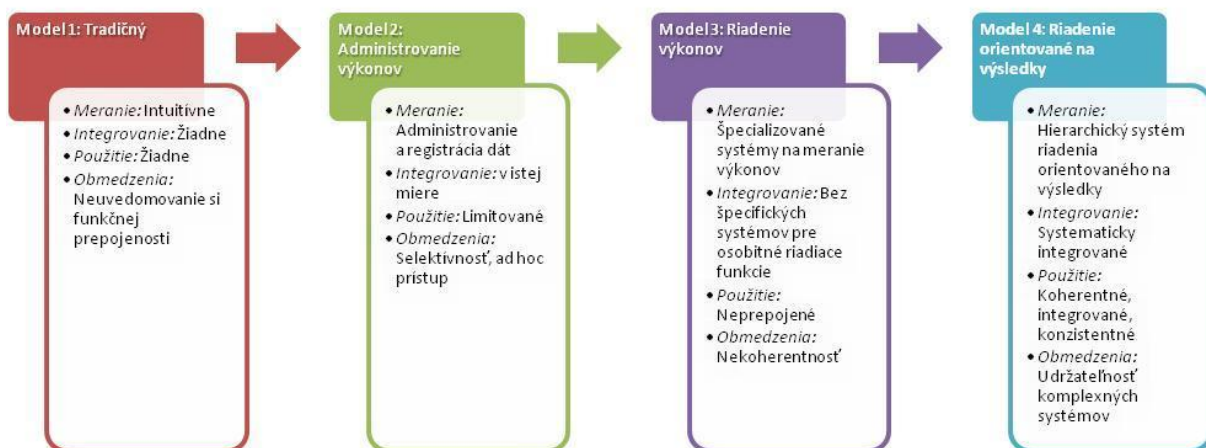 Model 1: Tradičný
• Meranie: Intuitívne
• Integrovanie: Žiadne
• Použitie: Žiadne
• Obmedzenia:
Neuvedomovanie si
funkčnej
prepojenosti
Model 2:
Administrovanie
výkonov
• Meranie:
Administrovanie
a registrácia dát
• Integrovanie: v istej
miere
• Použitie: Limitované
• Obmedzenia:
Selektívnosť, ad hoc
prístup
Model 3: Riadenie
výkonov
• Meranie:
Špecializované
systémy na meranie
výkonov
• Integrovanie: Bez
špecifických
systémov pre
osobitné riadiace
funkcie
• Použitie:
Neprepojené
• Obmedzenia:
Nekoherentnosť
Model 4: Riadenie
orientované na
výsledky
• Meranie:
Hierarchický systém
riadenia
orientovaného na
výsledky
• Integrovanie:
Systematicky
integrované
• Použitie:
Koherentné,
integrované,
konzistentné
• Obmedzenia:
Udržateľnosť
komplexných
systémov